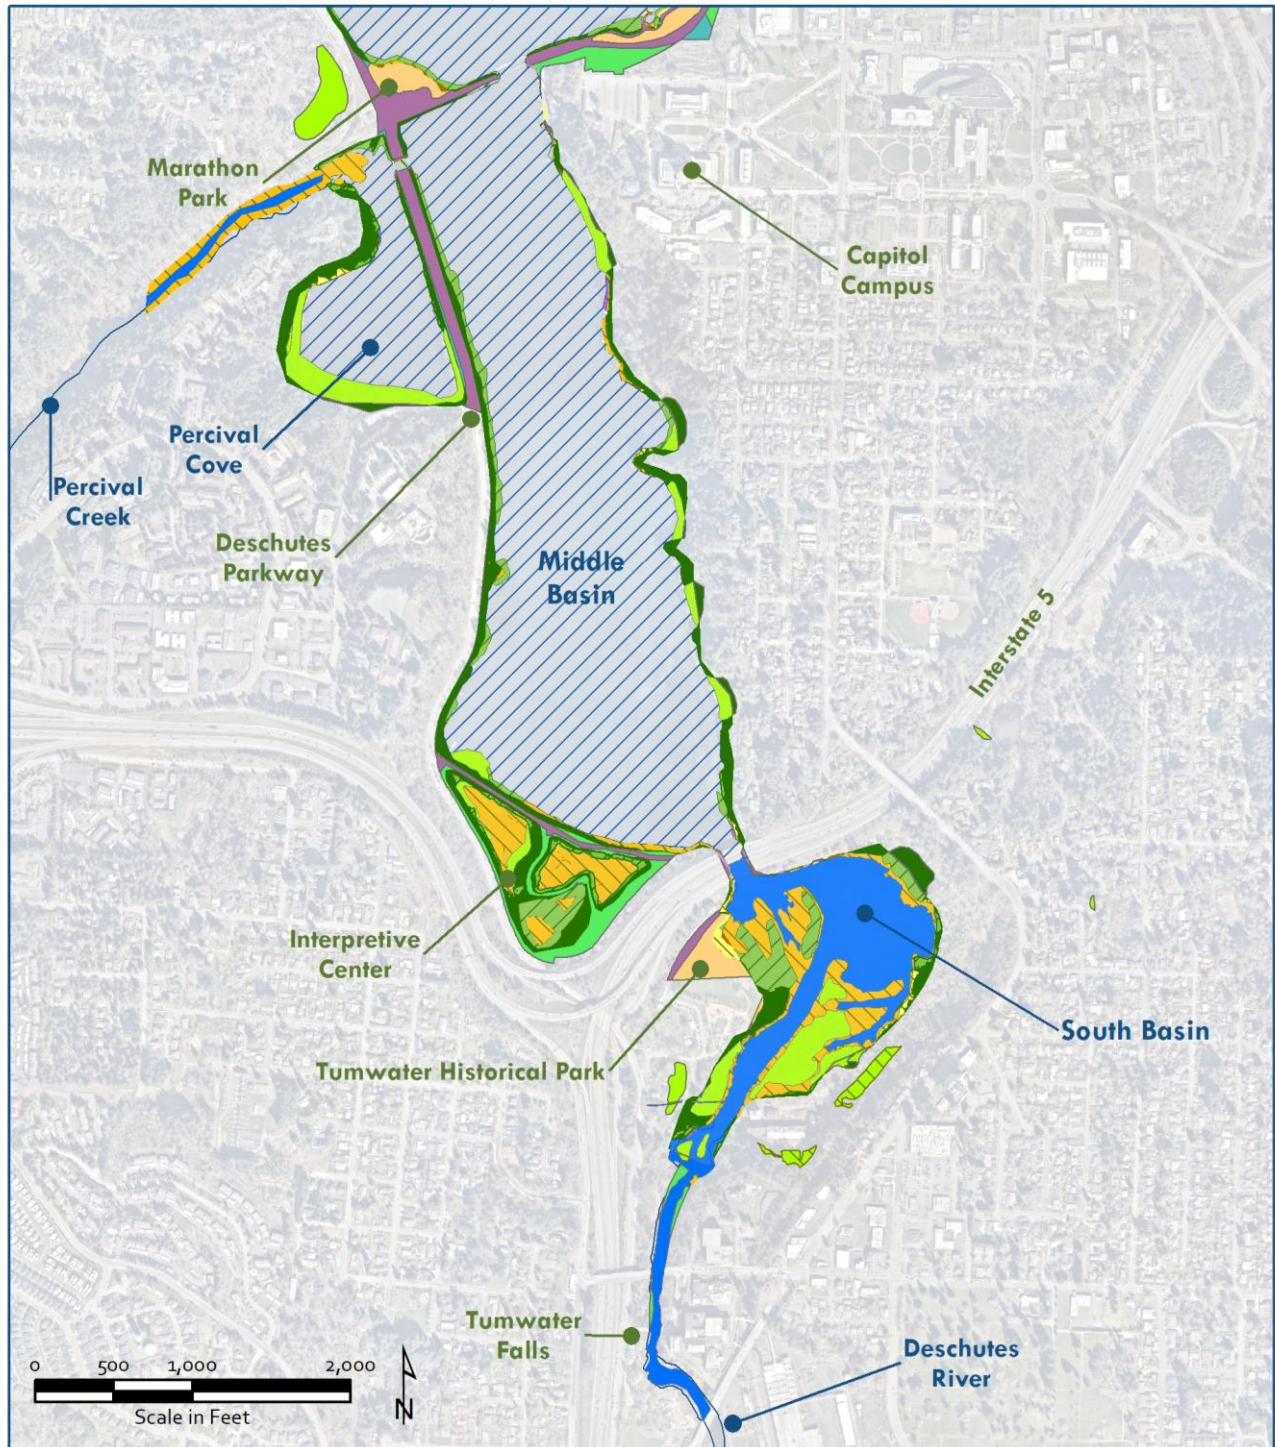 Marathon
Park
Capitol
Campus
Percival
Cove
Percival
Creek
Deschutes
Parkway
Middle
Basin
Interstate 5
Interpretive
Center
South Basin
Tumwater Historical Park
Tumwater
Falls
Deschutes
River
0 500 1,000 2,000
Scale in Feet
N